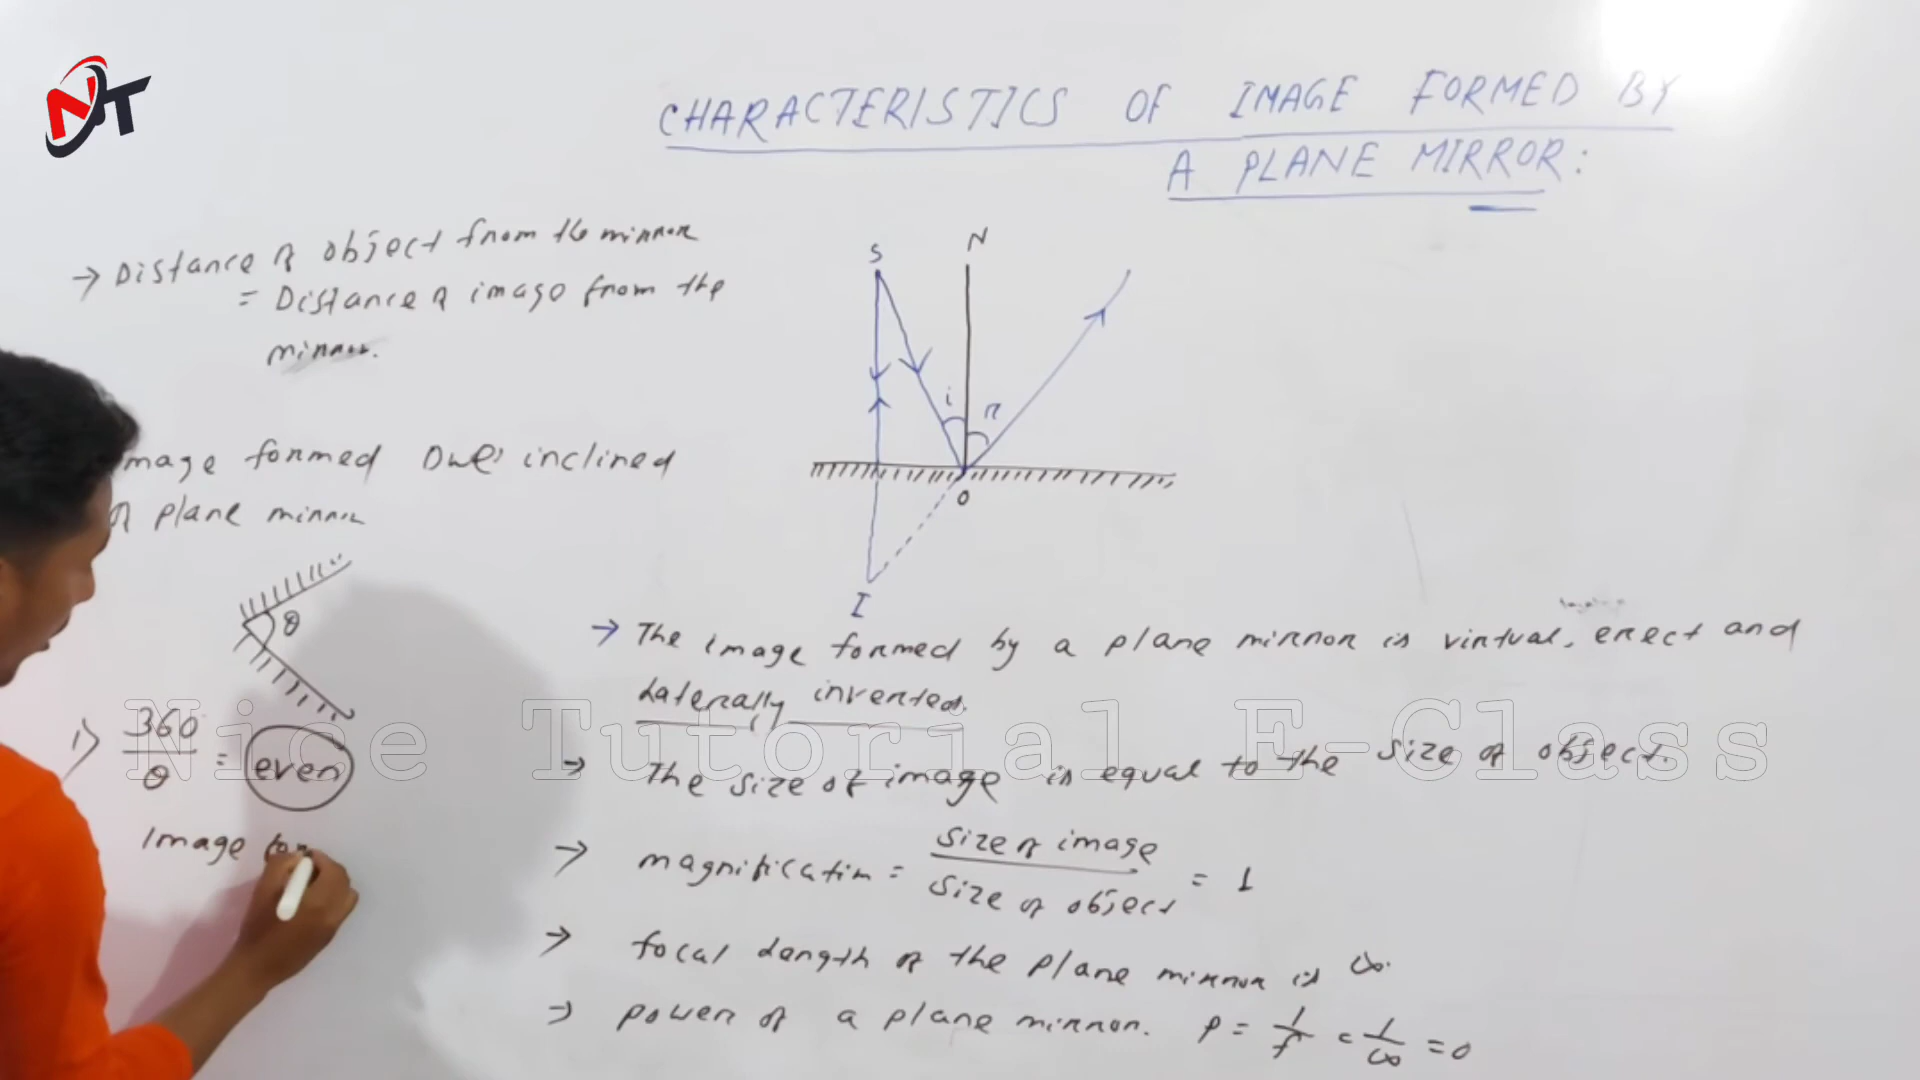 NT
CHARACTERISTICS OF IMAGE FORMED BY
A PLANE MIRROR:
→ Distance of object from the mirror
= Distance of image from the
mirror.
S
N
i
r
O
I
image formed due inclined
of plane mirror
θ
1) 360/θ = even
Image for
→ The image formed by a plane mirror is virtual, erect and
Laterally inverted.
→ The size of image is equal to the size of object.
→ magnification = size of image / size of object = 1
→ focal length of the plane mirror is ∞.
→ power of a plane mirror. P = 1/f = 1/∞ = 0
Nice Tutorial E-Class